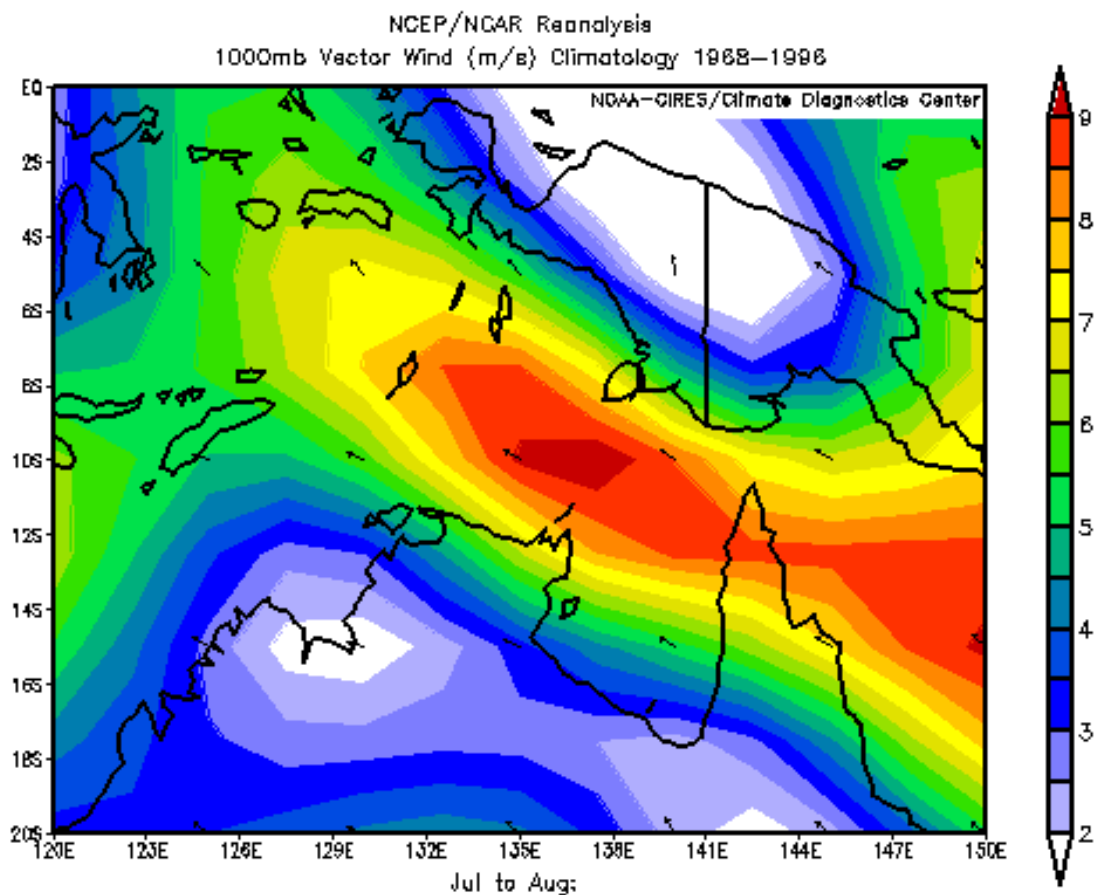 NCEP/NCAR Reanalysis
1000mb Vector Wind (m/s) Climatology 1968–1996
NOAA-CIRES/Climate Diagnostics Center
EQ
2S
4S
6S
8S
10S
12S
14S
16S
18S
20S
120E 123E 126E 129E 132E 135E 138E 141E 144E 147E 150E
Jul to Aug:
9
8
7
6
5
4
3
2